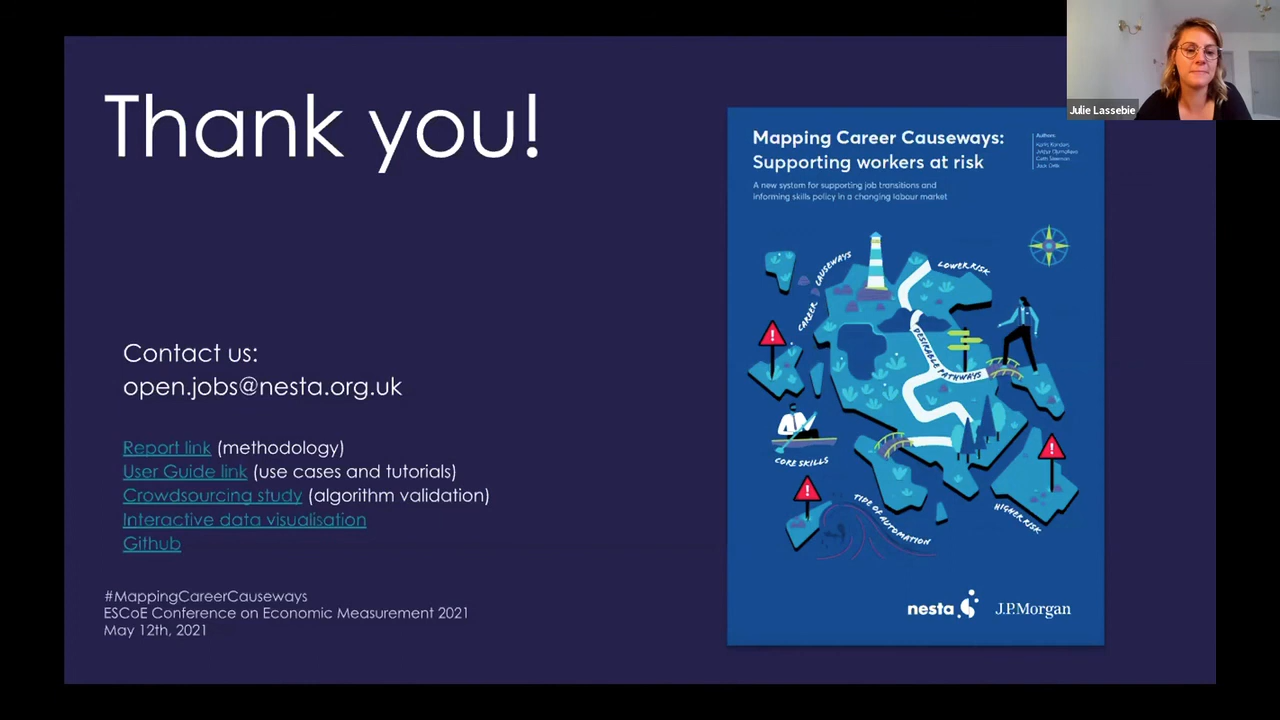 Thank you!
Contact us:
open.jobs@nesta.org.uk
Report link (methodology)
User Guide link (use cases and tutorials)
Crowdsourcing study (algorithm validation)
Interactive data visualisation
Github
#MappingCareerCauseways
ESCoE Conference on Economic Measurement 2021
May 12th, 2021
Julie Lassebie
Mapping Career Causeways:
Supporting workers at risk
A new system for supporting job transitions and
informing skills policy in a changing labour market
Authors:
CAREER CAUSEWAYS
LOWER RISK
DESIRABLE PATHWAYS
CORE SKILLS
TIDE OF AUTOMATION
HIGHER RISK
!
!
!
nesta
J.P.Morgan